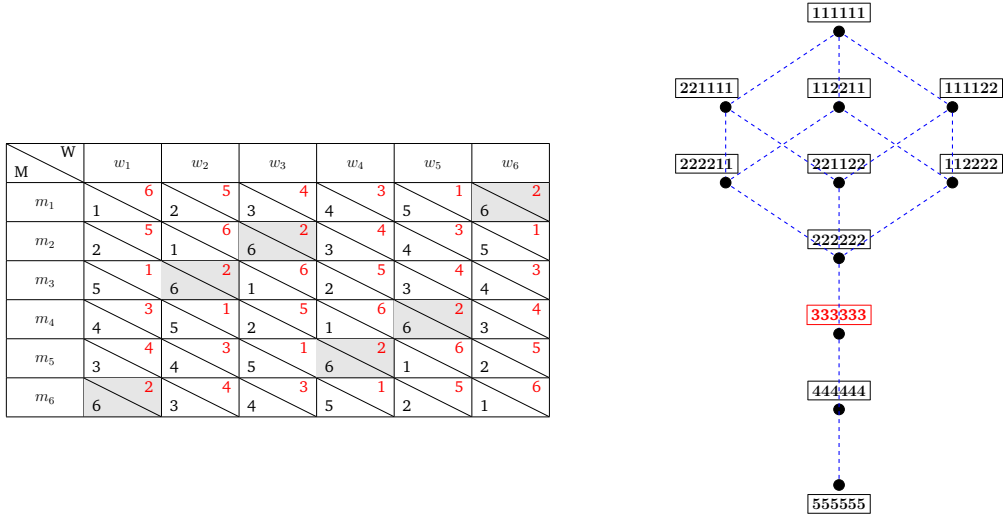 W
M
w1 w2 w3 w4 w5 w6
m1 1 6 2 5 3 4 4 3 5 1 6 2
m2 2 5 1 6 6 2 3 4 4 3 5 1
m3 5 1 6 2 1 6 2 5 3 4 4 3
m4 4 3 5 1 2 5 1 6 6 2 3 4
m5 3 4 4 3 5 1 6 2 1 6 2 5
m6 6 2 3 4 4 3 5 1 2 5 1 6
111111
221111 112211 111122
222211 221122 112222
222222
333333
444444
555555